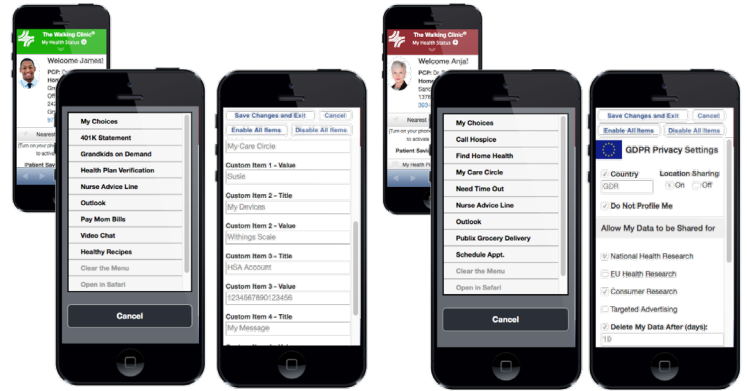 The Walking Clinic®
My Health Status
Welcome James!
PCP:
Nearest
(Turn on your phon
to activa
Patient Savi
My Choices
401K Statement
Grandkids on Demand
Health Plan Verification
Nurse Advice Line
Outlook
Pay Mom Bills
Video Chat
Healthy Recipes
Clear the Menu
Open in Safari
Cancel
Save Changes and Exit
Cancel
Enable All Items
Disable All Items
My Care Circle
Custom Item 1 - Value
Susie
Custom Item 2 - Title
My Devices
Custom Item 2 - Value
Withings Scale
Custom Item 3 - Title
HSA Account
Custom Item 3 - Value
1234567890123456
Custom Item 4 - Title
My Message
The Walking Clinic®
My Health Status
Welcome Anja!
PCP: Dr
Nearest
(Turn on your phone
to activat
Patient Savin
My Health Po
My Choices
Call Hospice
Find Home Health
My Care Circle
Need Time Out
Nurse Advice Line
Outlook
Publix Grocery Delivery
Schedule Appt.
Clear the Menu
Open in Safari
Cancel
Save Changes and Exit
Cancel
Enable All Items
Disable All Items
GDPR Privacy Settings
Country
Location Sharing
GDR
On
Off
Do Not Profile Me
Allow My Data to be Shared for
National Health Research
EU Health Research
Consumer Research
Targeted Advertising
Delete My Data After (days):
10